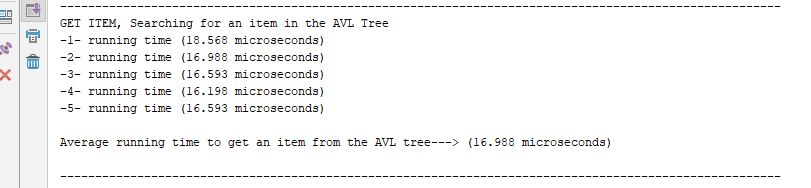 --------------------------------------------------------------------------------------------------------
GET ITEM, Searching for an item in the AVL Tree
-1- running time (18.568 microseconds)
-2- running time (16.988 microseconds)
-3- running time (16.593 microseconds)
-4- running time (16.198 microseconds)
-5- running time (16.593 microseconds)
Average running time to get an item from the AVL tree---> (16.988 microseconds)
--------------------------------------------------------------------------------------------------------